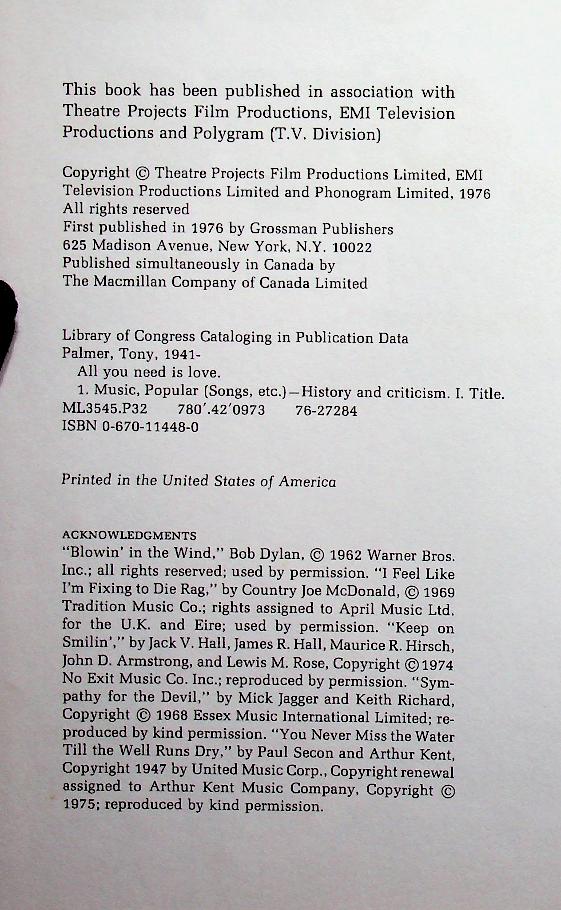 This book has been published in association with
Theatre Projects Film Productions, EMI Television
Productions and Polygram (T.V. Division)
Copyright © Theatre Projects Film Productions Limited, EMI
Television Productions Limited and Phonogram Limited, 1976
All rights reserved
First published in 1976 by Grossman Publishers
625 Madison Avenue, New York, N.Y. 10022
Published simultaneously in Canada by
The Macmillan Company of Canada Limited
Library of Congress Cataloging in Publication Data
Palmer, Tony, 1941-
All you need is love.
1. Music, Popular (Songs, etc.)—History and criticism. I. Title.
ML3545.P32 780′.42′0973 76-27284
ISBN 0-670-11448-0
Printed in the United States of America
ACKNOWLEDGMENTS
“Blowin’ in the Wind,” Bob Dylan, © 1962 Warner Bros.
Inc.; all rights reserved; used by permission. “I Feel Like
I’m Fixing to Die Rag,” by Country Joe McDonald, © 1969
Tradition Music Co.; rights assigned to April Music Ltd.
for the U.K. and Eire; used by permission. “Keep on
Smilin’,” by Jack V. Hall, James R. Hall, Maurice R. Hirsch,
John D. Armstrong, and Lewis M. Rose, Copyright © 1974
No Exit Music Co. Inc.; reproduced by permission. “Sym-
pathy for the Devil,” by Mick Jagger and Keith Richard,
Copyright © 1968 Essex Music International Limited; re-
produced by kind permission. “You Never Miss the Water
Till the Well Runs Dry,” by Paul Secon and Arthur Kent,
Copyright 1947 by United Music Corp., Copyright renewal
assigned to Arthur Kent Music Company, Copyright ©
1975; reproduced by kind permission.